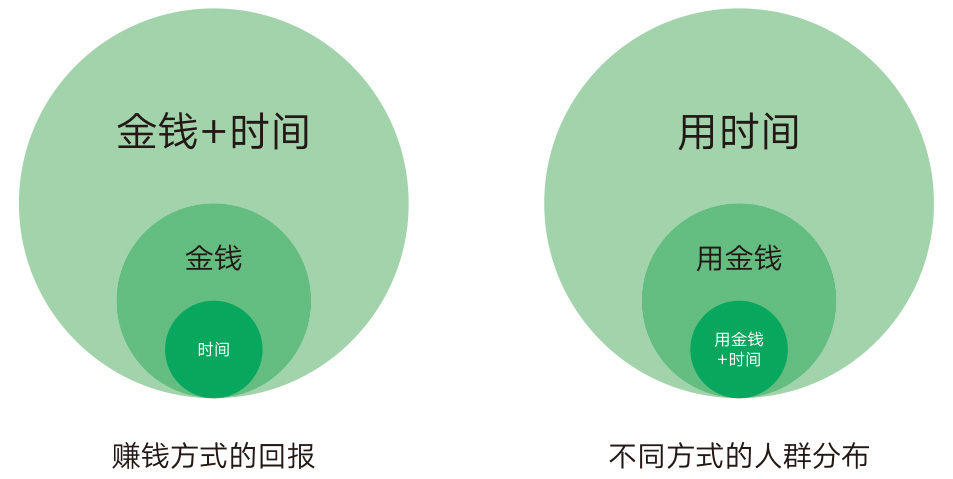 金钱+时间
金钱
时间
赚钱方式的回报
用时间
用金钱
用金钱
+时间
不同方式的人群分布